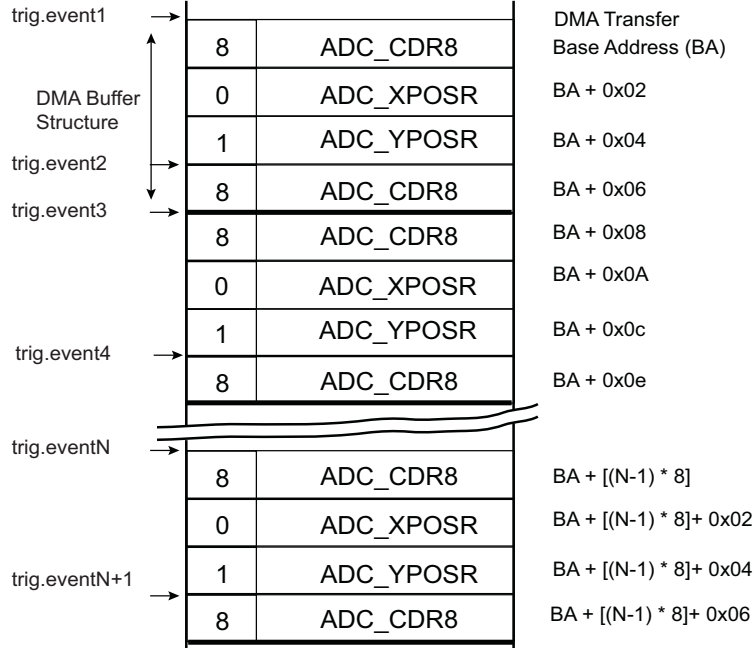 trig.event1
DMA Transfer
8 ADC_CDR8 Base Address (BA)
DMA Buffer
Structure
0 ADC_XPOSR BA + 0x02
1 ADC_YPOSR BA + 0x04
trig.event2
8 ADC_CDR8 BA + 0x06
trig.event3
8 ADC_CDR8 BA + 0x08
0 ADC_XPOSR BA + 0x0A
1 ADC_YPOSR BA + 0x0c
trig.event4
8 ADC_CDR8 BA + 0x0e
trig.eventN
8 ADC_CDR8 BA + [(N-1) * 8]
0 ADC_XPOSR BA + [(N-1) * 8]+ 0x02
1 ADC_YPOSR BA + [(N-1) * 8]+ 0x04
trig.eventN+1
8 ADC_CDR8 BA + [(N-1) * 8]+ 0x06